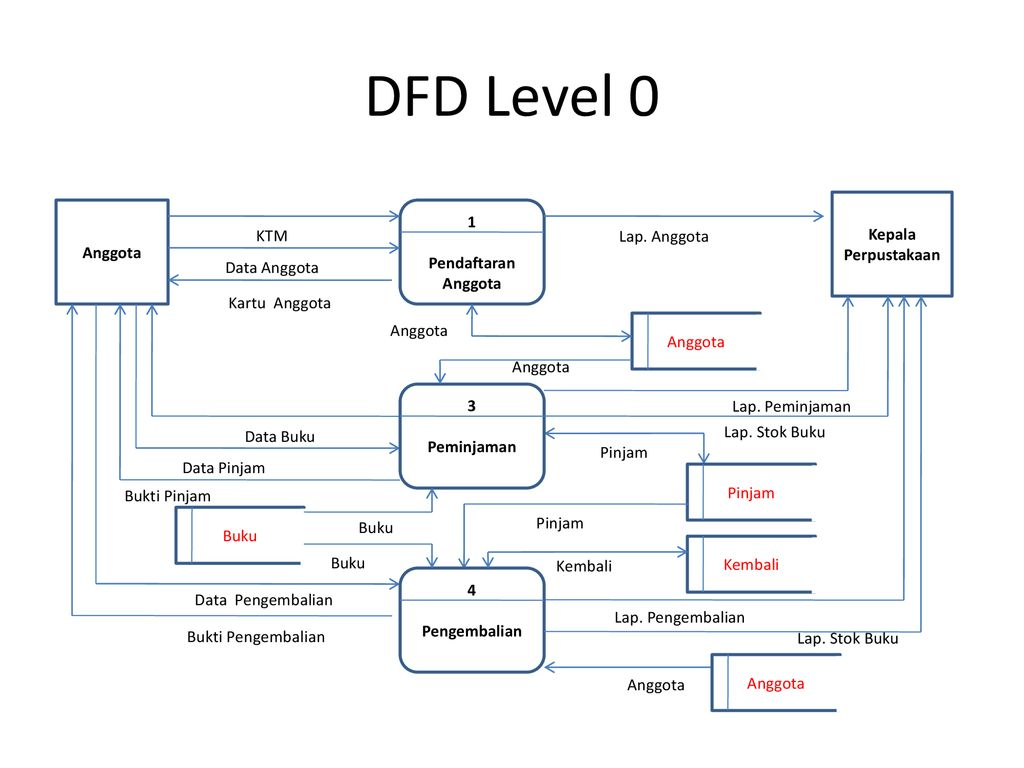 DFD Level 0
Anggota
KTM
Data Anggota
Kartu Anggota
1
Pendaftaran
Anggota
Lap. Anggota
Kepala
Perpustakaan
Anggota
Anggota
Anggota
3
Peminjaman
Lap. Peminjaman
Lap. Stok Buku
Data Buku
Pinjam
Data Pinjam
Bukti Pinjam
Pinjam
Buku
Buku
Pinjam
Buku
Kembali
Kembali
4
Pengembalian
Data Pengembalian
Bukti Pengembalian
Lap. Pengembalian
Lap. Stok Buku
Anggota
Anggota